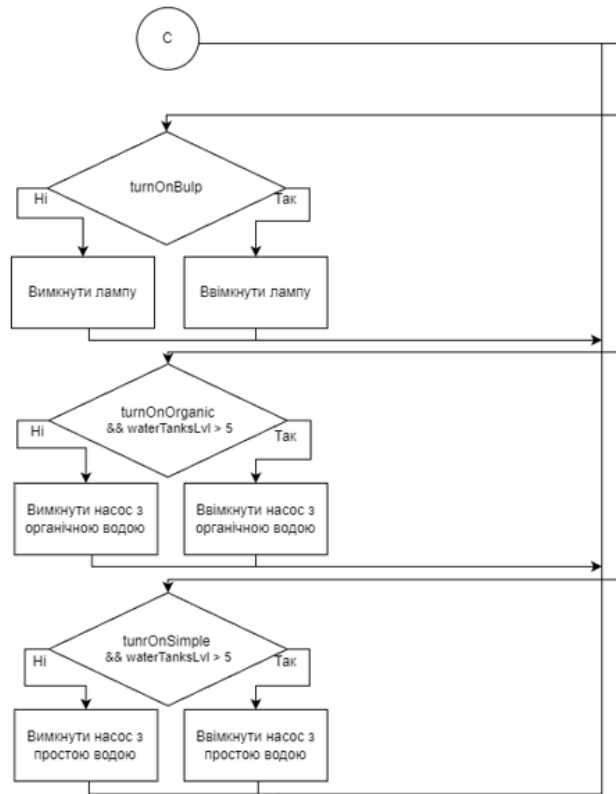 С
turnOnBulp
Ні
Так
Вимкнути лампу
Ввімкнути лампу
turnOnOrganic
&& waterTanksLvl > 5
Ні
Так
Вимкнути насос з
органічною водою
Ввімкнути насос з
органічною водою
tunrOnSimple
&& waterTanksLvl > 5
Ні
Так
Вимкнути насос з
простою водою
Ввімкнути насос з
простою водою